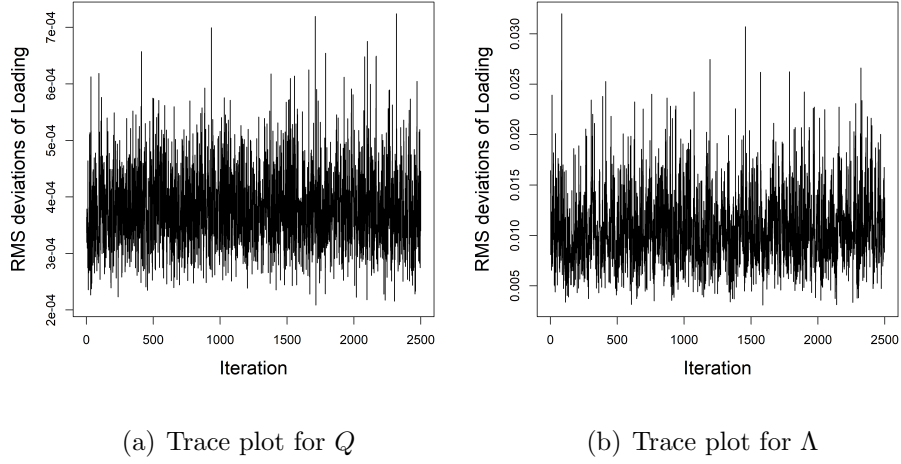 RMS deviations of Loading
7e-04
6e-04
5e-04
4e-04
3e-04
2e-04
0 500 1000 1500 2000 2500
Iteration
(a) Trace plot for Q
RMS deviations of Loading
0.030
0.025
0.020
0.015
0.010
0.005
0 500 1000 1500 2000 2500
Iteration
(b) Trace plot for Λ